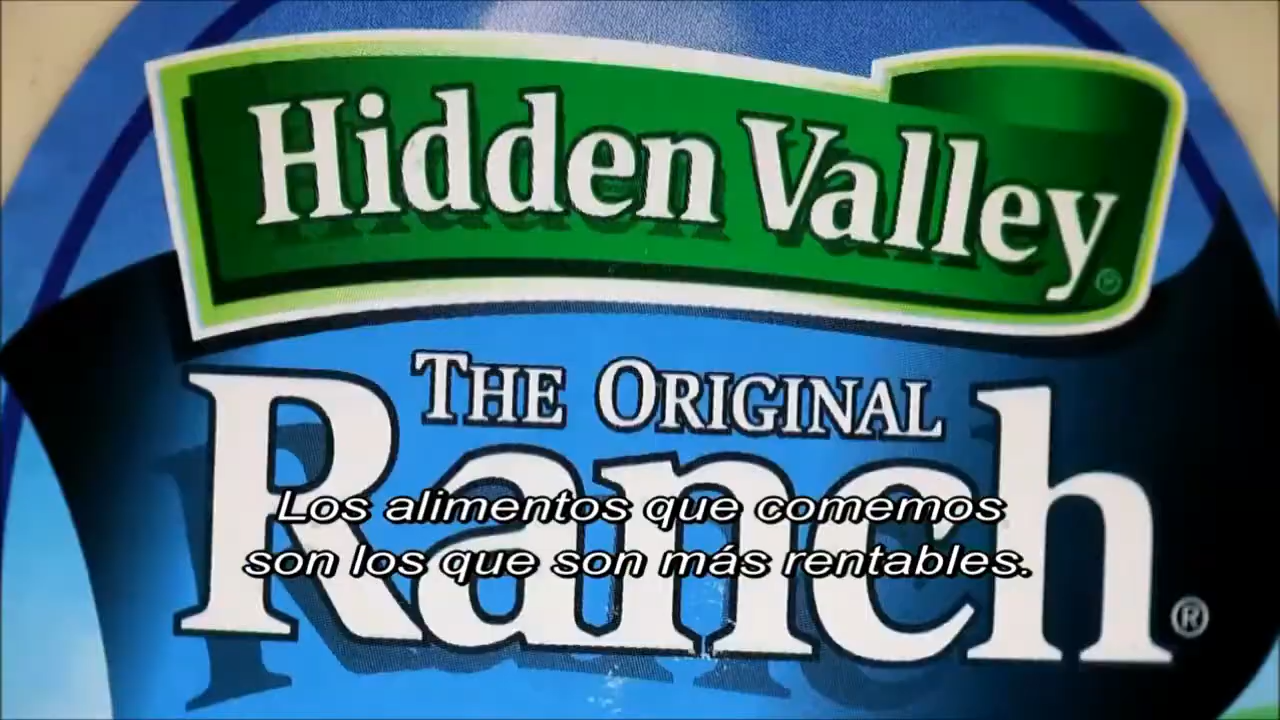 Hidden Valley®
THE ORIGINAL
Ranch®
Los alimentos que comemos
son los que son más rentables.